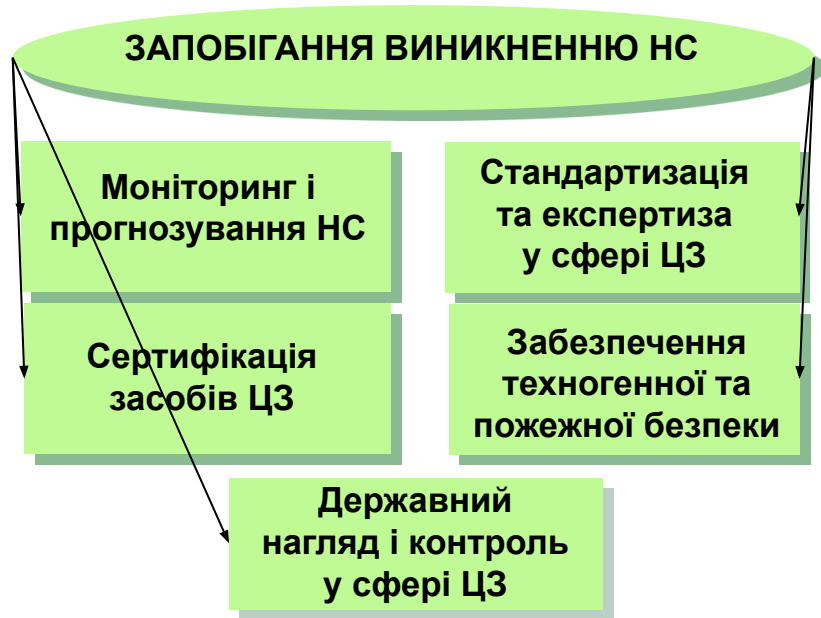 ЗАПОБІГАННЯ ВИНИКНЕННЮ НС
Моніторинг і
прогнозування НС
Стандартизація
та експертиза
у сфері ЦЗ
Сертифікація
засобів ЦЗ
Забезпечення
техногенної та
пожежної безпеки
Державний
нагляд і контроль
у сфері ЦЗ